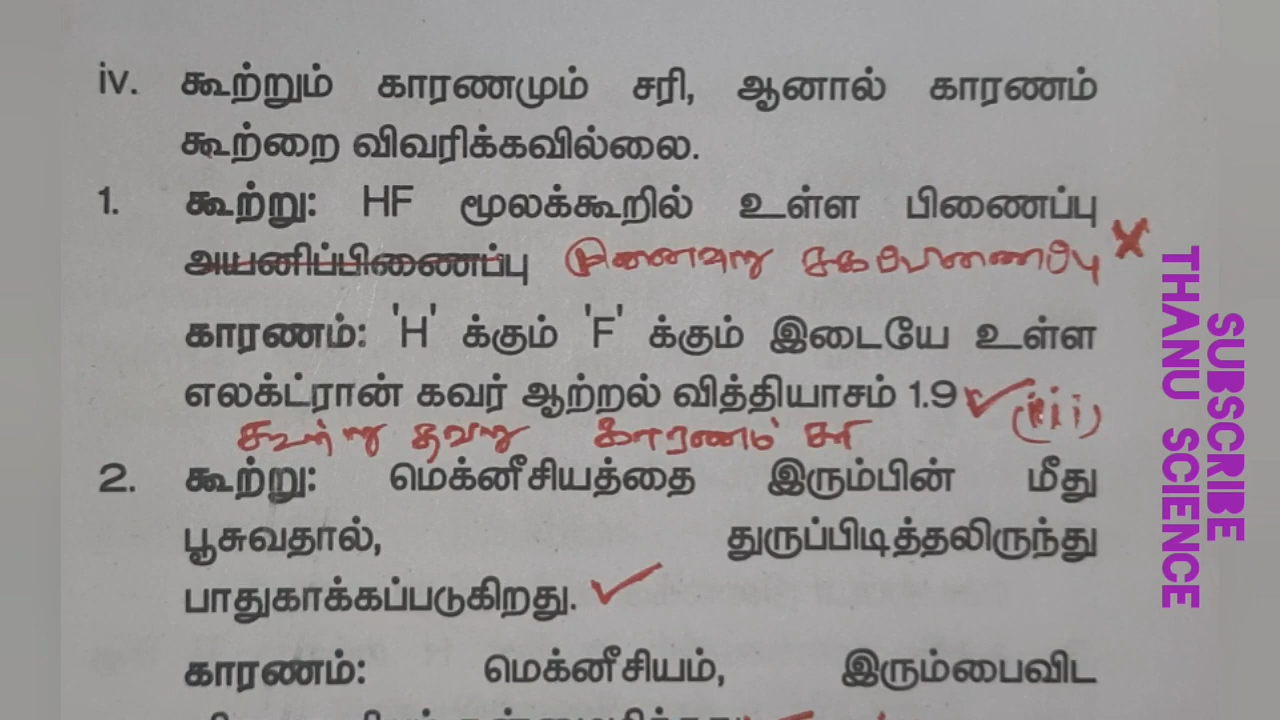 iv. கூற்றும் காரணமும் சரி, ஆனால் காரணம்
கூற்றை விவரிக்கவில்லை.
1. கூற்று: HF மூலக்கூறில் உள்ள பிணைப்பு
அயனிப்பிணைப்பு
காரணம்: 'H' க்கும் 'F' க்கும் இடையே உள்ள
எலக்ட்ரான் கவர் ஆற்றல் வித்தியாசம் 1.9 (iii)
கூற்று தவறு காரணம் சரி
2. கூற்று: மெக்னீசியத்தை இரும்பின் மீது
பூசுவதால், துருப்பிடித்தலிருந்து
பாதுகாக்கப்படுகிறது.
காரணம்: மெக்னீசியம், இரும்பைவிட
SUBSCRIBE
THANU SCIENCE